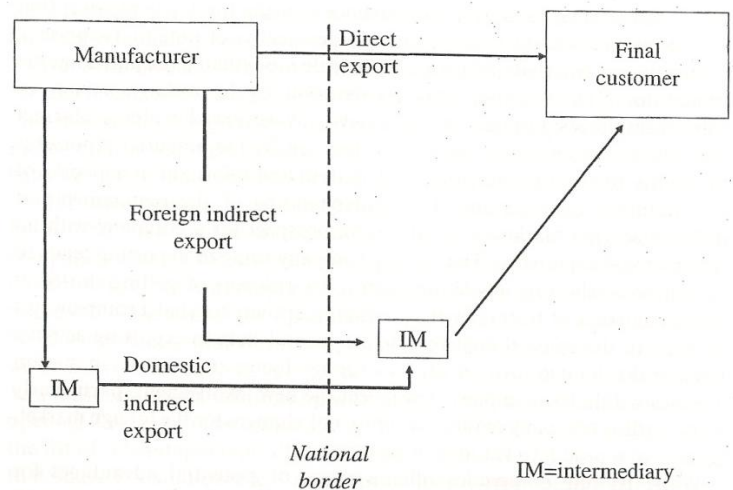 Manufacturer
Direct
export
Final
customer
Foreign indirect
export
IM
IM
Domestic
indirect
export
National
border
IM=intermediary